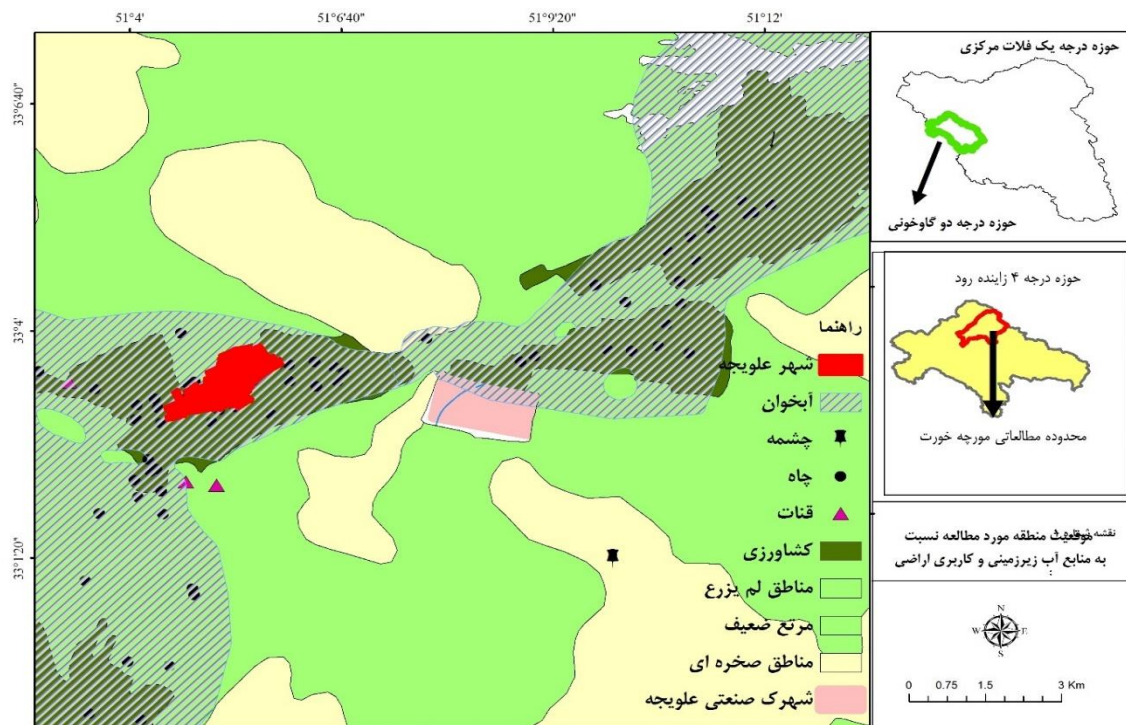 51°4'
51°6'40"
51°9'20"
51°12'
33°6'40"
33°4'
33°1'20"
راهنما
شهر علویجه
آبخوان
چشمه
چاه
قنات
کشاورزی
مناطق لم یزرع
مرتع ضعیف
مناطق صخره ای
شهرک صنعتی علویجه
حوزه درجه یک فلات مرکزی
حوزه درجه دو گاوخونی
حوزه درجه ۴ زاینده رود
محدوده مطالعاتی مورچه خورت
نقشه
موقعیت منطقه مورد مطالعه نسبت
به منابع آب زیرزمینی و کاربری اراضی
:
N
W E
S
0 0.75 1.5 3 Km